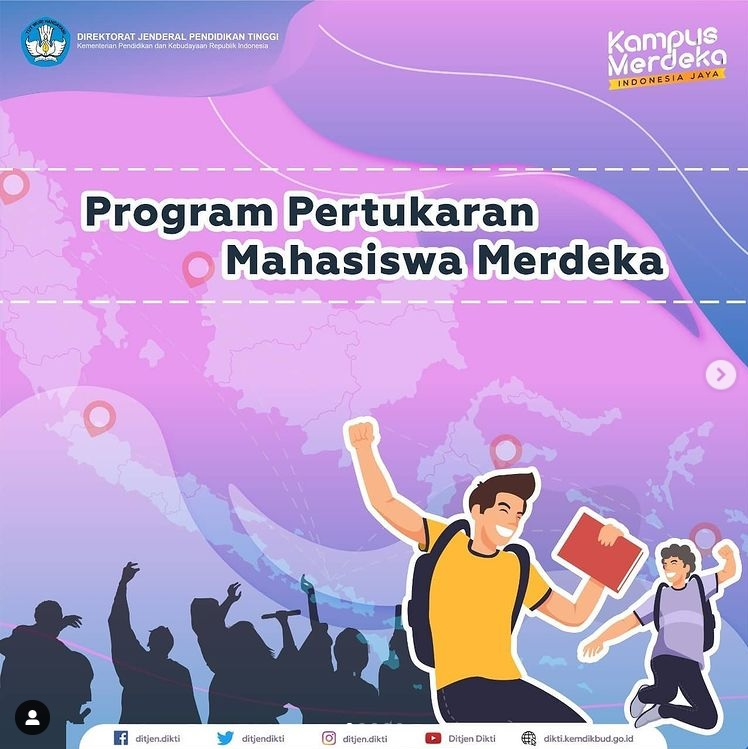 DIREKTORAT JENDERAL PENDIDIKAN TINGGI
Kementerian Pendidikan dan Kebudayaan Republik Indonesia
Kampus
Merdeka
INDONESIA JAYA
Program Pertukaran
Mahasiswa Merdeka
ditjen.dikti
ditjendikti
ditjen.dikti
Ditjen Dikti
dikti.kemdikbud.go.id